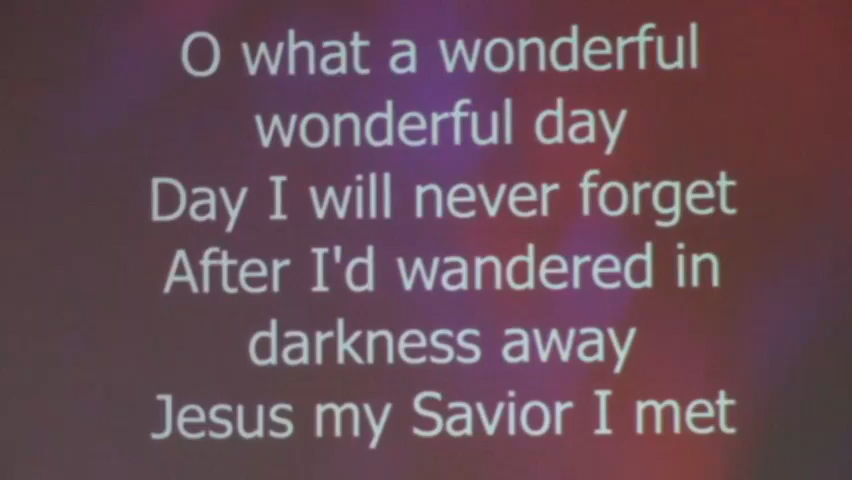 O what a wonderful
wonderful day
Day I will never forget
After I'd wandered in
darkness away
Jesus my Savior I met